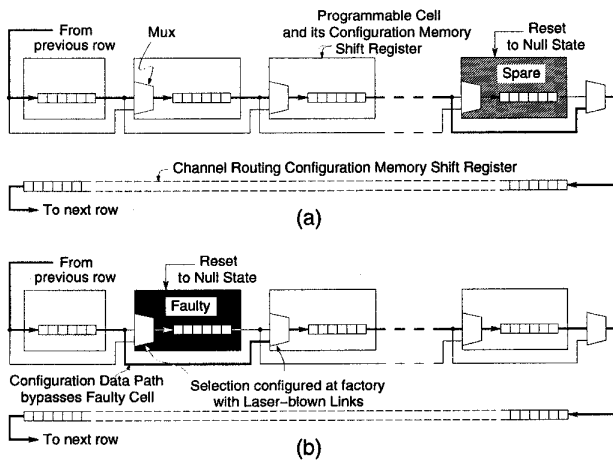 From
previous row
Mux
Programmable Cell
and its Configuration Memory
Shift Register
Reset
to Null State
Spare
Channel Routing Configuration Memory Shift Register
To next row
(a)
From
previous row
Reset
to Null State
Faulty
Configuration Data Path
bypasses Faulty Cell
Selection configured at factory
with Laser-blown Links
To next row
(b)